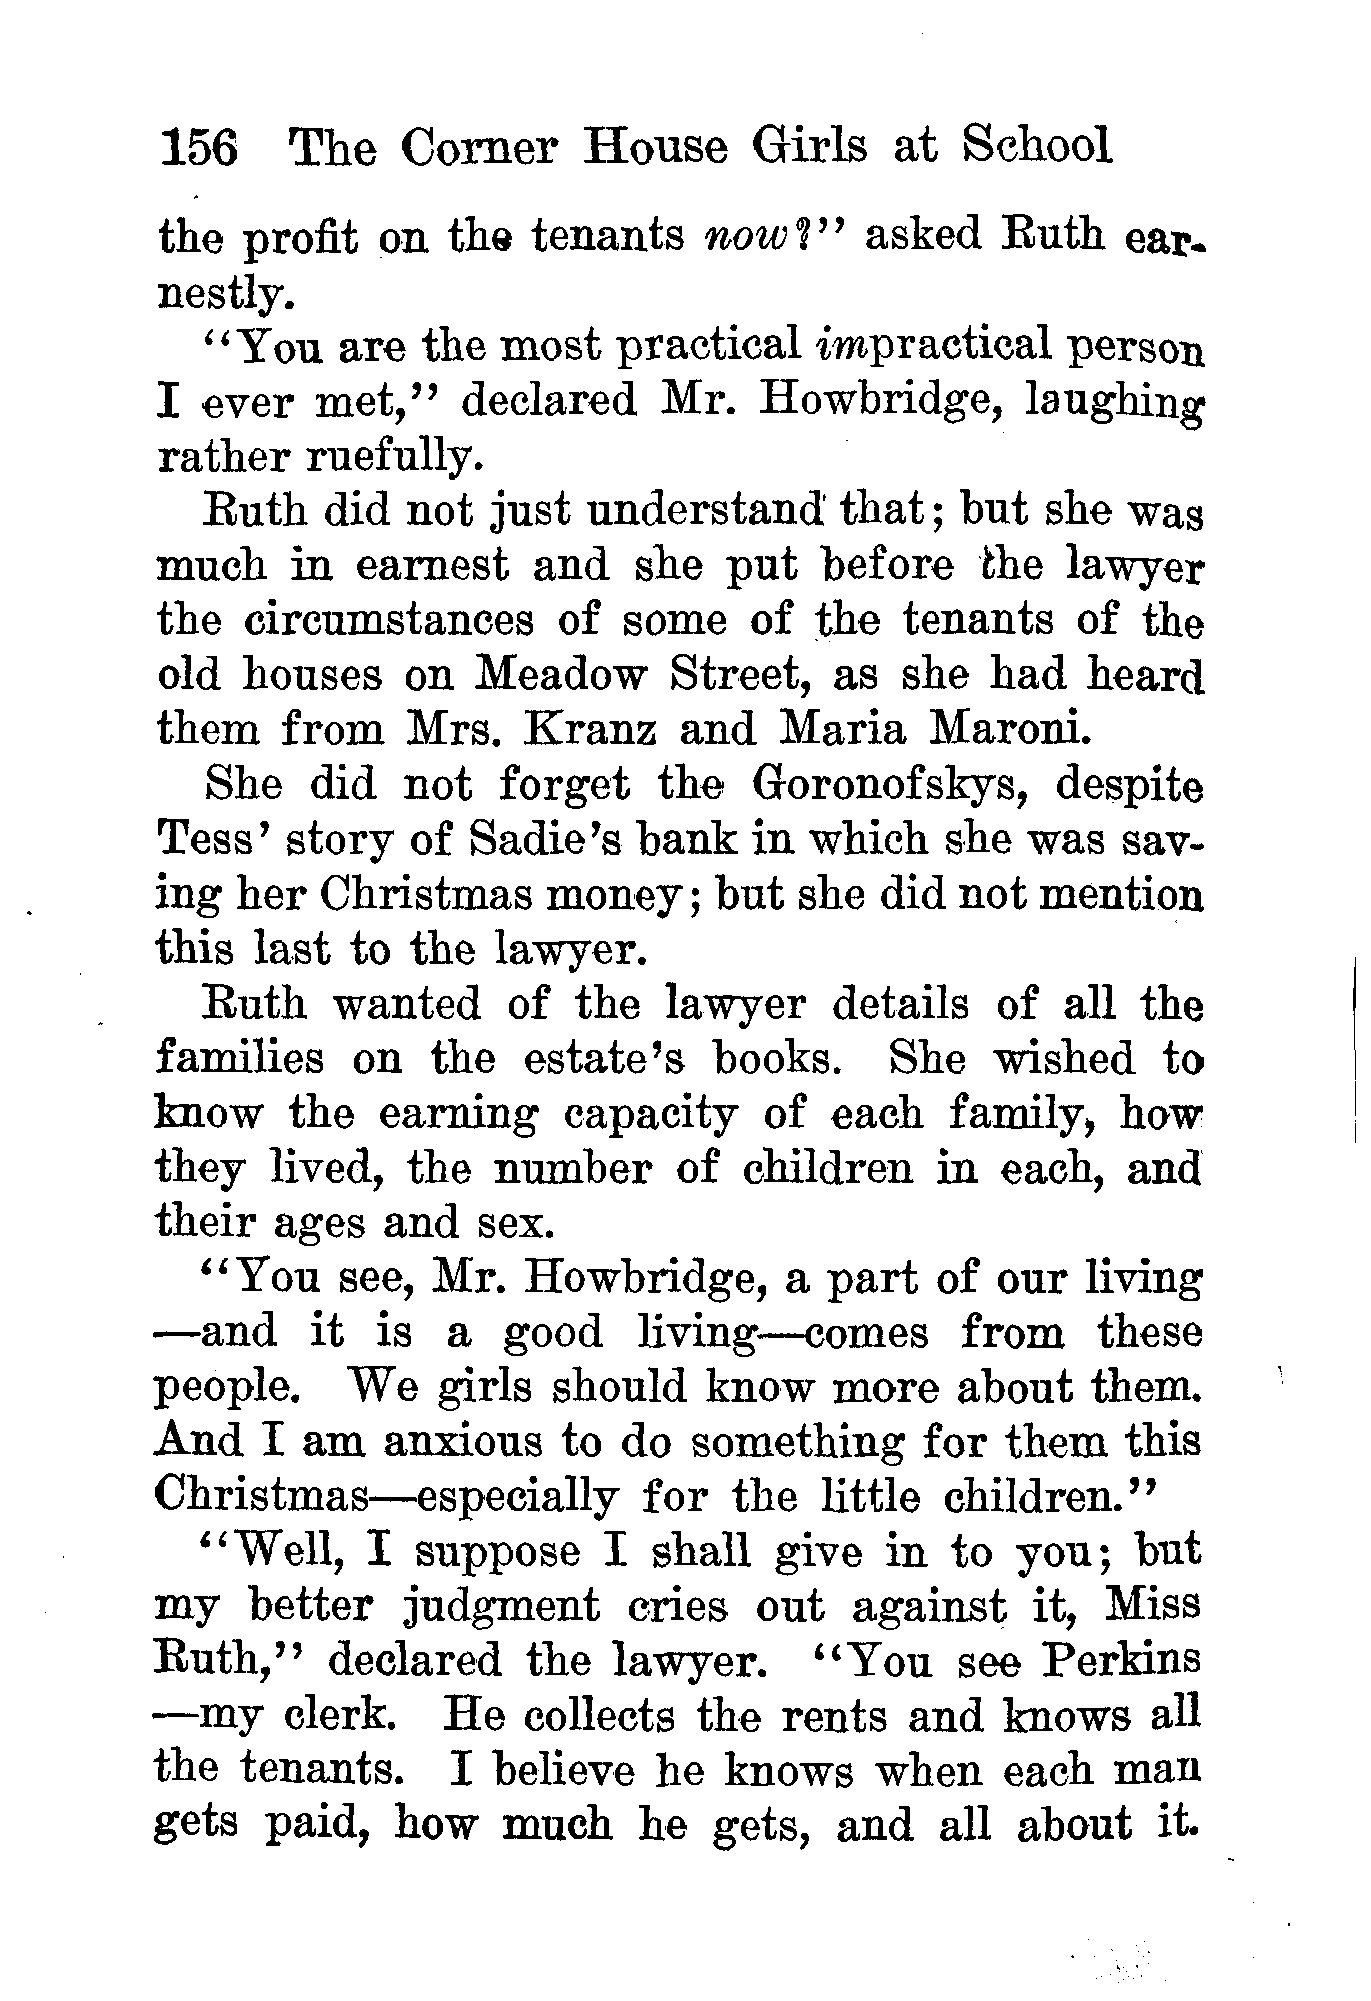 156 The Corner House Girls at School
the profit on the tenants now?" asked Ruth ear-
nestly.
"You are the most practical impractical person
I ever met," declared Mr. Howbridge, laughing
rather ruefully.
Ruth did not just understand that; but she was
much in earnest and she put before the lawyer
the circumstances of some of the tenants of the
old houses on Meadow Street, as she had heard
them from Mrs. Kranz and Maria Maroni.
She did not forget the Goronofskys, despite
Tess' story of Sadie's bank in which she was sav-
ing her Christmas money; but she did not mention
this last to the lawyer.
Ruth wanted of the lawyer details of all the
families on the estate's books. She wished to
know the earning capacity of each family, how
they lived, the number of children in each, and
their ages and sex.
"You see, Mr. Howbridge, a part of our living
—and it is a good living—comes from these
people. We girls should know more about them.
And I am anxious to do something for them this
Christmas—especially for the little children."
"Well, I suppose I shall give in to you; but
my better judgment cries out against it, Miss
Ruth," declared the lawyer. "You see Perkins
—my clerk. He collects the rents and knows all
the tenants. I believe he knows when each man
gets paid, how much he gets, and all about it.